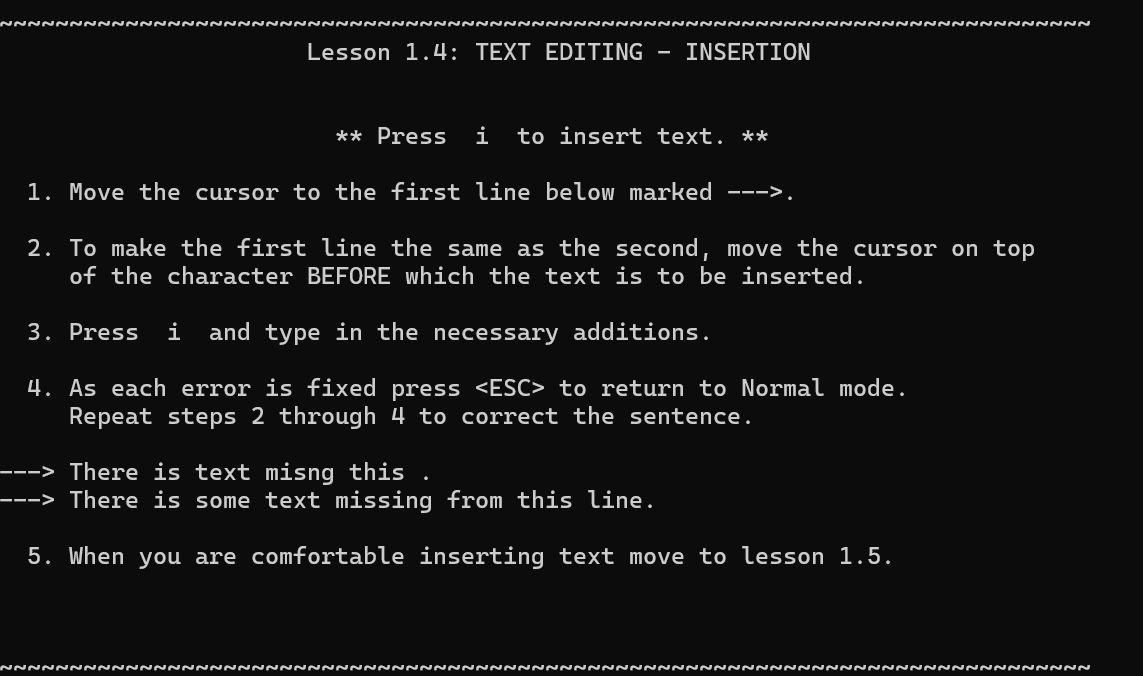 ~~~~~~~~~~~~~~~~~~~~~~~~~~~~~~~~~~~~~~~~~~~~~~~~~~~~~~~~~~~~~~~~~~~~~~~~~~~~~~
Lesson 1.4: TEXT EDITING - INSERTION
** Press  i  to insert text. **
1. Move the cursor to the first line below marked --->.
2. To make the first line the same as the second, move the cursor on top
of the character BEFORE which the text is to be inserted.
3. Press  i  and type in the necessary additions.
4. As each error is fixed press <ESC> to return to Normal mode.
Repeat steps 2 through 4 to correct the sentence.
---> There is text misng this .
---> There is some text missing from this line.
5. When you are comfortable inserting text move to lesson 1.5.
~~~~~~~~~~~~~~~~~~~~~~~~~~~~~~~~~~~~~~~~~~~~~~~~~~~~~~~~~~~~~~~~~~~~~~~~~~~~~~